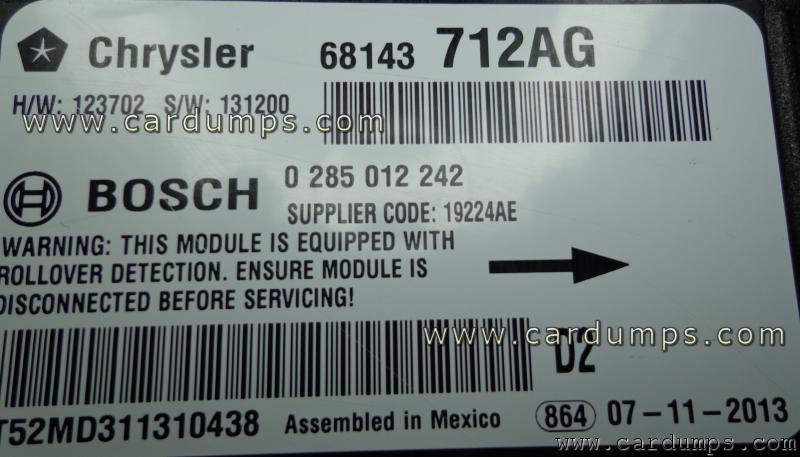 Chrysler 68143 712AG
H/W: 123702 S/W: 131200
www.cardumps.com
BOSCH 0 285 012 242
SUPPLIER CODE: 19224AE
WARNING: THIS MODULE IS EQUIPPED WITH
ROLLOVER DETECTION. ENSURE MODULE IS
DISCONNECTED BEFORE SERVICING!
www.cardumps.com
D2
T52MD311310438 Assembled in Mexico 864 07-11-2013
www.cardumps.com